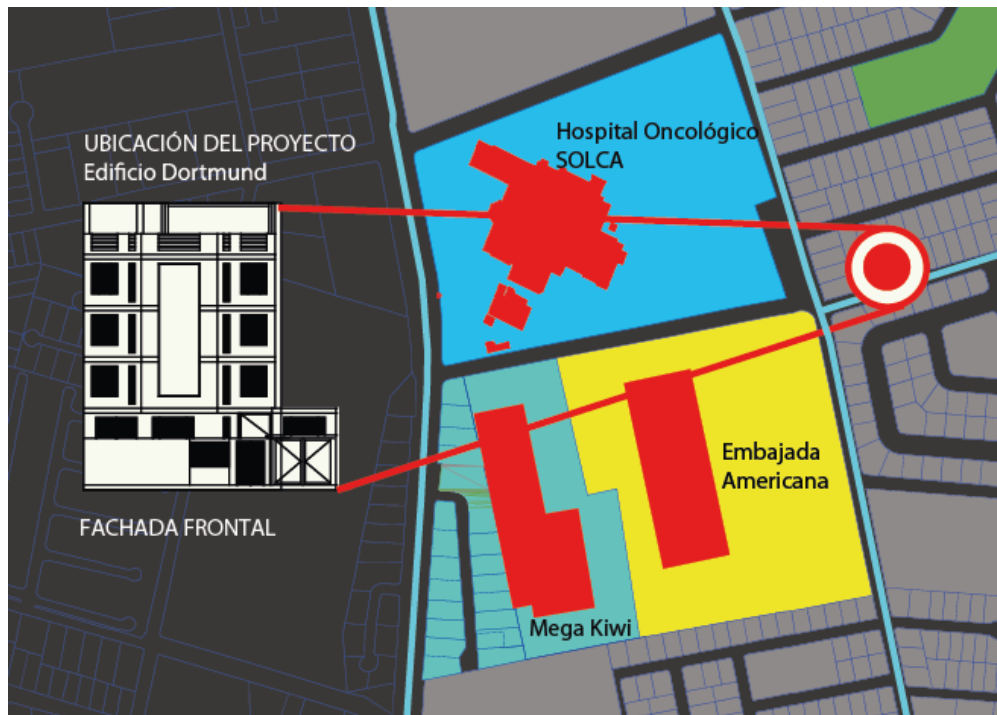 UBICACIÓN DEL PROYECTO
Edificio Dortmund
Hospital Oncológico
SOLCA
Embajada
Americana
FACHADA FRONTAL
Mega Kiwi